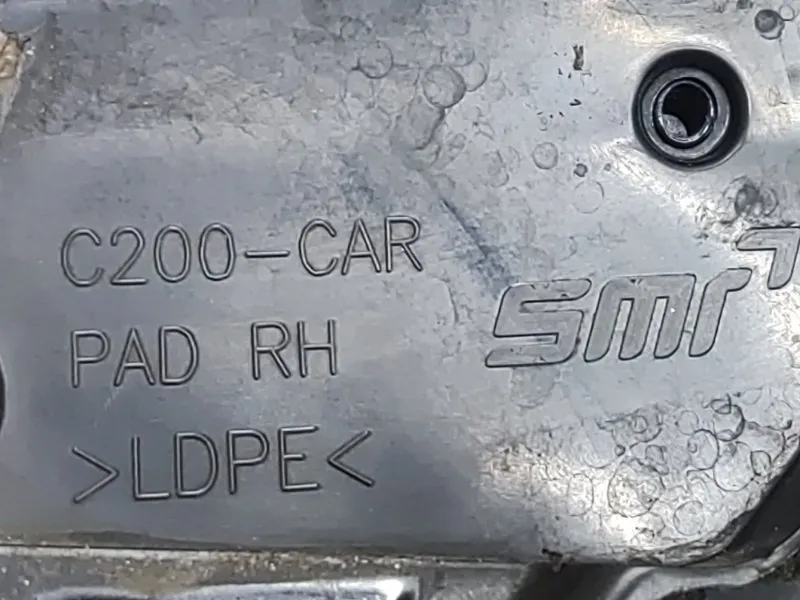 C200-CAR
PAD RH
>LDPE<
smr